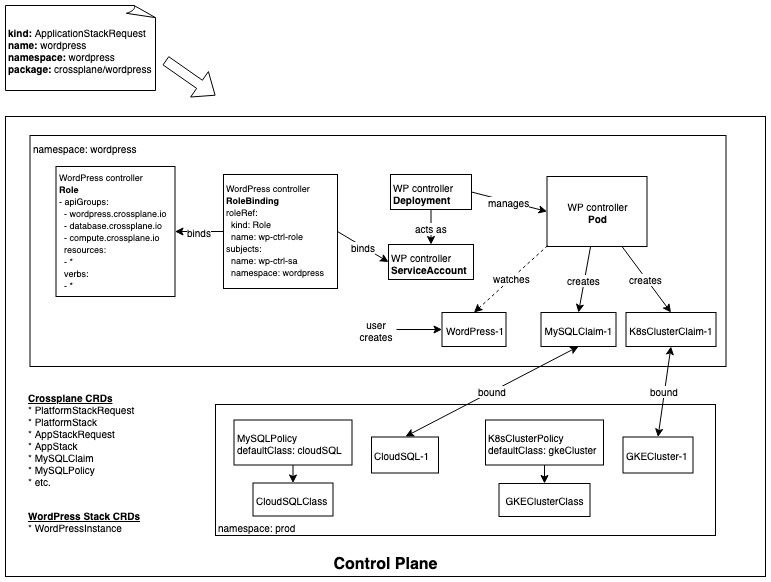 kind: ApplicationStackRequest
name: wordpress
namespace: wordpress
package: crossplane/wordpress
namespace: wordpress
WordPress controller
Role
- apiGroups:
- wordpress.crossplane.io
- database.crossplane.io
- compute.crossplane.io
resources:
- *
verbs:
- *
binds
WordPress controller
RoleBinding
roleRef:
kind: Role
name: wp-ctrl-role
subjects:
name: wp-ctrl-sa
namespace: wordpress
binds
WP controller
Deployment
acts as
WP controller
ServiceAccount
manages
WP controller
Pod
watches
creates
creates
user
creates
WordPress-1
MySQLClaim-1
K8sClusterClaim-1
bound
bound
Crossplane CRDs
* PlatformStackRequest
* PlatformStack
* AppStackRequest
* AppStack
* MySQLClaim
* MySQLPolicy
* etc.
WordPress Stack CRDs
* WordPressInstance
MySQLPolicy
defaultClass: cloudSQL
CloudSQL-1
K8sClusterPolicy
defaultClass: gkeCluster
GKECluster-1
CloudSQLClass
GKEClusterClass
namespace: prod
Control Plane